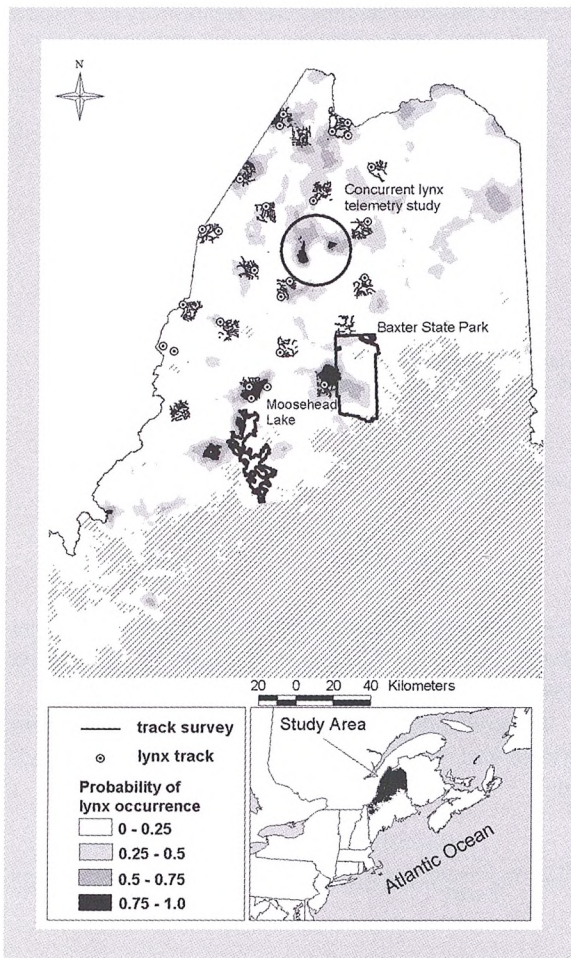 N
Concurrent lynx
telemetry study
Baxter State Park
Moosehead
Lake
20 0 20 40 Kilometers
track survey
lynx track
Probability of
lynx occurrence
0 - 0.25
0.25 - 0.5
0.5 - 0.75
0.75 - 1.0
Study Area
Atlantic Ocean